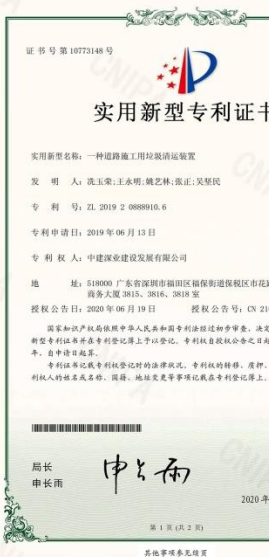 证书号第10773148号
实用新型专利证书
实用新型名称：一种道路施工用垃圾清运装置
发 明 人：冼玉荣;王永明;姚艺林;张正;吴坚民
专 利 号：ZL 2019 2 0888910.6
专利申请日：2019年06月13日
专 利 权 人：中建深业建设发展有限公司
地 址：518000 广东省深圳市福田区福保街道保税区市花路
商务大厦 3815、3816、3818 室
授权公告日：2020年06月19日 授权公告号：CN 21
国家知识产权局依照中华人民共和国专利法经过初步审查，决定
新型专利证书并在专利登记簿上予以登记。专利权自授权公告之日起
年，自申请日起算。
专利证书记载专利权登记时的法律状况。专利权的转移、质押、
利权人的姓名或名称、国籍、地址变更等事项记载在专利登记簿上。
局长
申长雨
申长雨
2020年
第 1 页 (共 2 页)
其他事项参见续页